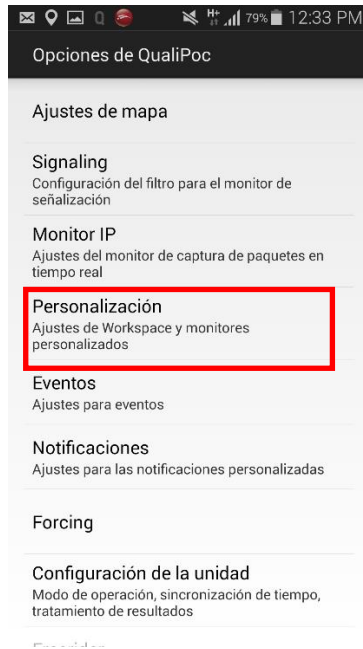 79% 12:33 PM
Opciones de QualiPoc
Ajustes de mapa
Signaling
Configuración del filtro para el monitor de
señalización
Monitor IP
Ajustes del monitor de captura de paquetes en
tiempo real
Personalización
Ajustes de Workspace y monitores
personalizados
Eventos
Ajustes para eventos
Notificaciones
Ajustes para las notificaciones personalizadas
Forcing
Configuración de la unidad
Modo de operación, sincronización de tiempo,
tratamiento de resultados